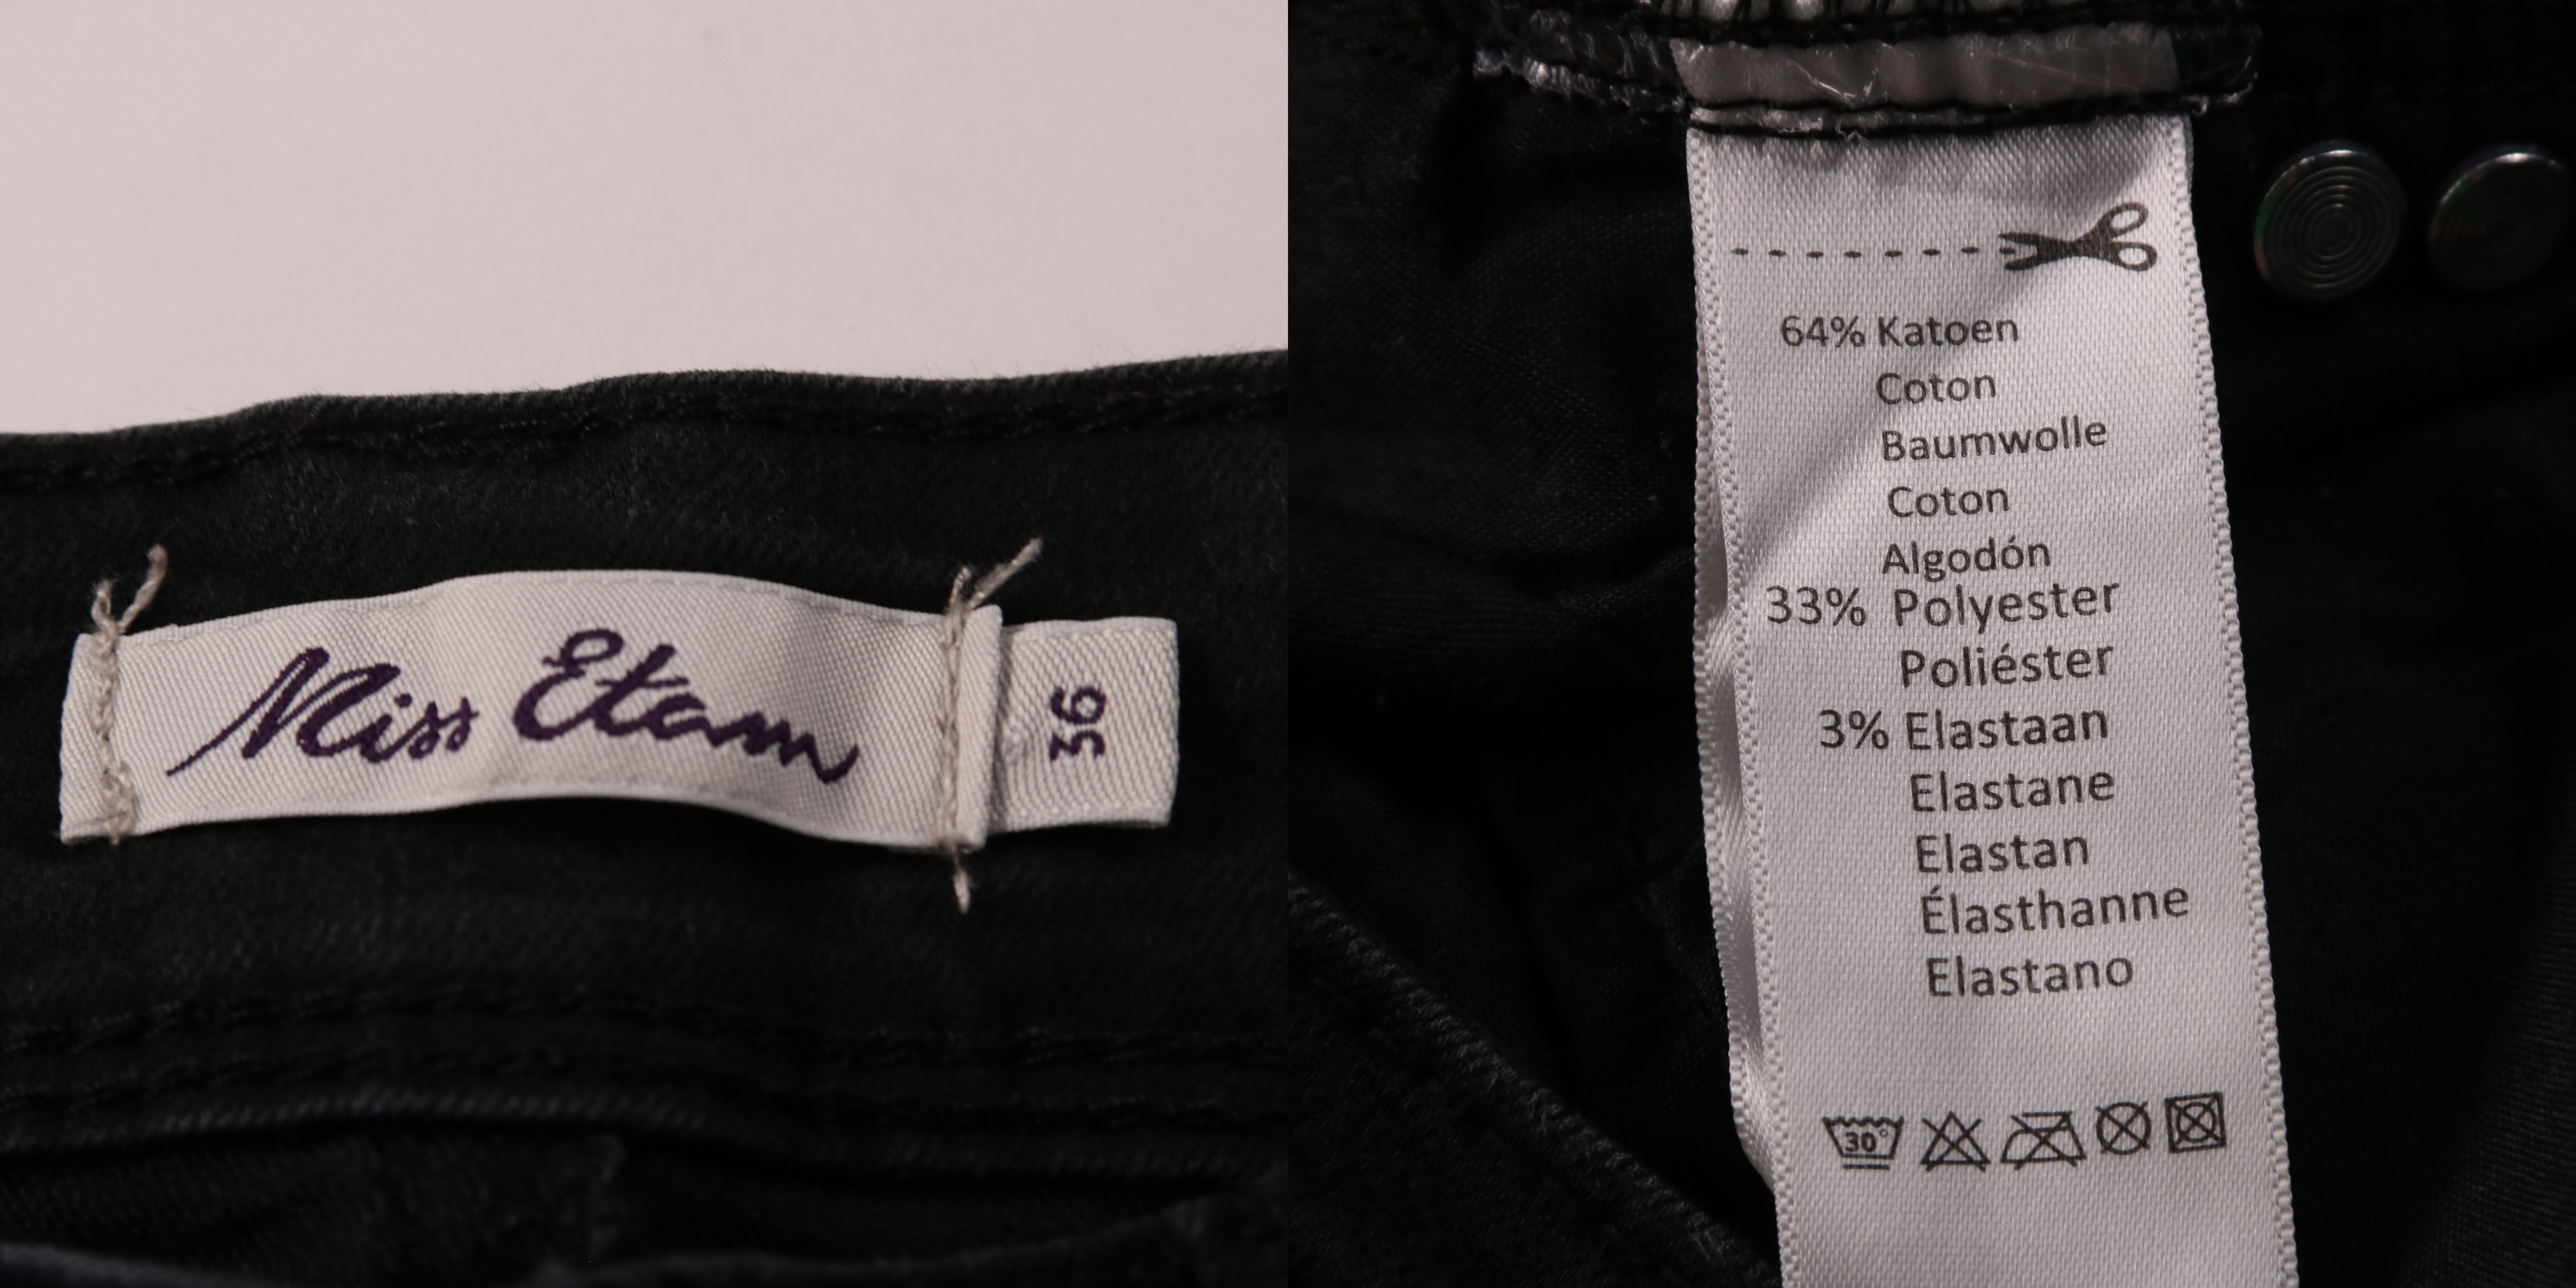 Miss Etam
36
64% Katoen
Coton
Baumwolle
Coton
Algodón
33% Polyester
Poliéster
3% Elastaan
Elastane
Elastan
Élasthanne
Elastano
30°